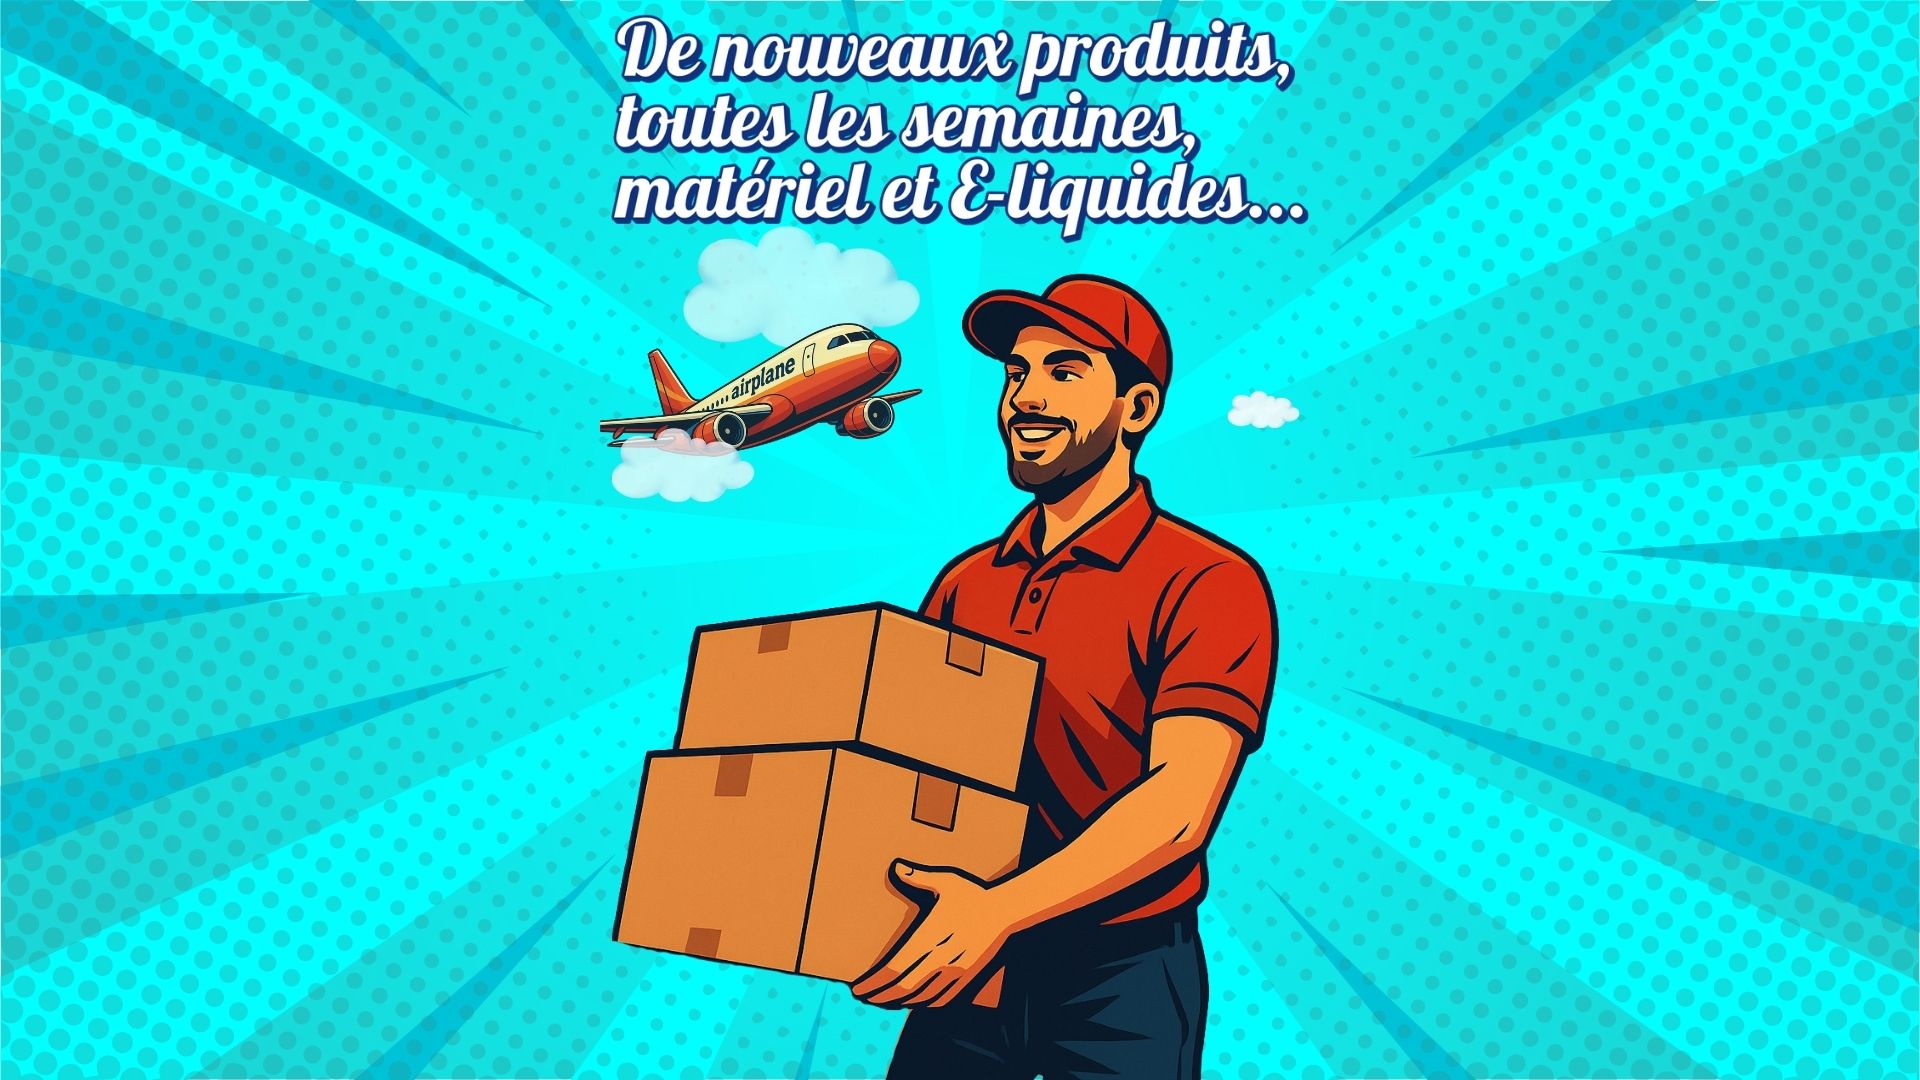 De nouveaux produits,
toutes les semaines,
matériel et E-liquides...
airplane